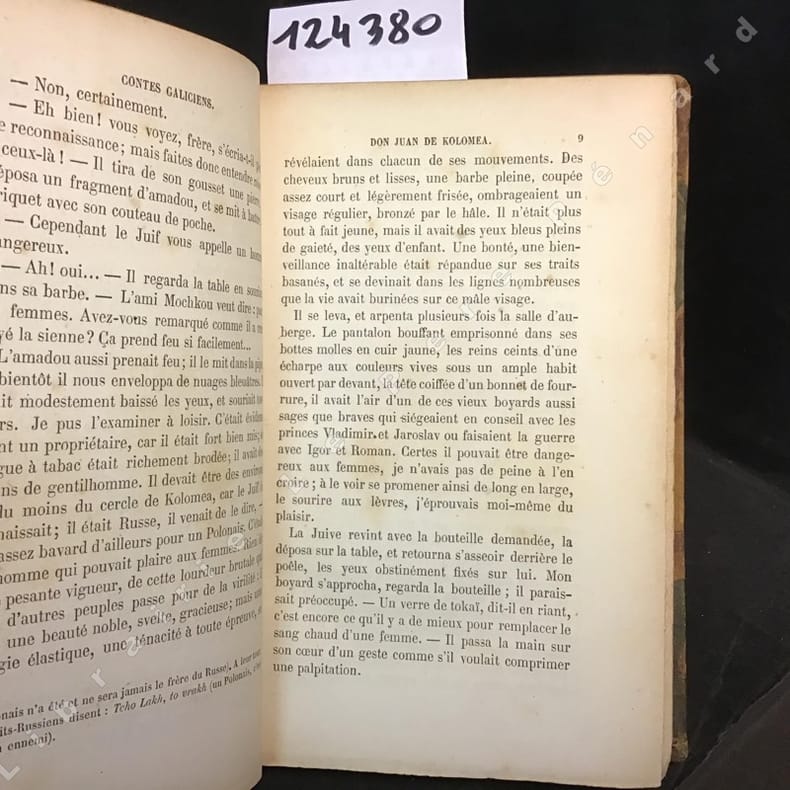 124380
CONTES GALICIENS.
— Non, certainement.
— Eh bien! vous voyez, frère, s'écria-t-il
reconnaissance; mais faites donc entendre
ceux-là! — Il tira de son gousset une pierre
éposa un fragment d'amadou, et se mit à battre
riquet avec son couteau de poche.
— Cependant le Juif vous appelle un
angereux.
— Ah! oui... — Il regarda la table en
ns sa barbe. — L'ami Mochkou veut dire :
femmes. Avez-vous remarqué comme il a
yé la sienne? Ça prend feu si facilement...
L'amadou aussi prenait feu; il le mit dans la
bientôt il nous enveloppa de nuages bleuâtres.
it modestement baissé les yeux, et souriait
rs. Je pus l'examiner à loisir. C'était
nt un propriétaire, car il était fort bien mis;
gue à tabac était richement brodée; il avait
ns de gentilhomme. Il devait être des
du moins du cercle de Kolomea, car le Juif
naissait; il était Russe, il venait de le dire, —
assez bavard d'ailleurs pour un Polonais. C'était
homme qui pouvait plaire aux femmes. Rien
pesante vigueur, de cette lourdeur brutale
d'autres peuples passe pour de la virilité :
une beauté noble, svelte, gracieuse; mais
gie élastique, une ténacité à toute épreuve,
nais n'a été et ne sera jamais le frère du Russe). A leur
its-Russiens disent : Tcho Lakh, to vrakh (un Polonais,
ennemi).
DON JUAN DE KOLOMEA. 9
révélaient dans chacun de ses mouvements. Des
cheveux bruns et lisses, une barbe pleine, coupée
assez court et légèrement frisée, ombrageaient un
visage régulier, bronzé par le hâle. Il n'était plus
tout à fait jeune, mais il avait des yeux bleus pleins
de gaieté, des yeux d'enfant. Une bonté, une bien-
veillance inaltérable était répandue sur ses traits
basanés, et se devinait dans les lignes nombreuses
que la vie avait burinées sur ce mâle visage.
Il se leva, et arpenta plusieurs fois la salle d'au-
berge. Le pantalon bouffant emprisonné dans ses
bottes molles en cuir jaune, les reins ceints d'une
écharpe aux couleurs vives sous un ample habit
ouvert par devant, la tête coiffée d'un bonnet de four-
rure, il avait l'air d'un de ces vieux boyards aussi
sages que braves qui siégeaient en conseil avec les
princes Vladimir et Jaroslav ou faisaient la guerre
avec Igor et Roman. Certes il pouvait être dange-
reux aux femmes, je n'avais pas de peine à l'en
croire; à le voir se promener ainsi de long en large,
le sourire aux lèvres, j'éprouvais moi-même du
plaisir.
La Juive revint avec la bouteille demandée, la
déposa sur la table, et retourna s'asseoir derrière le
poêle, les yeux obstinément fixés sur lui. Mon
boyard s'approcha, regarda la bouteille; il parais-
sait préoccupé. — Un verre de tokaï, dit-il en riant,
c'est encore ce qu'il y a de mieux pour remplacer le
sang chaud d'une femme. — Il passa la main sur
son cœur d'un geste comme s'il voulait comprimer
une palpitation.